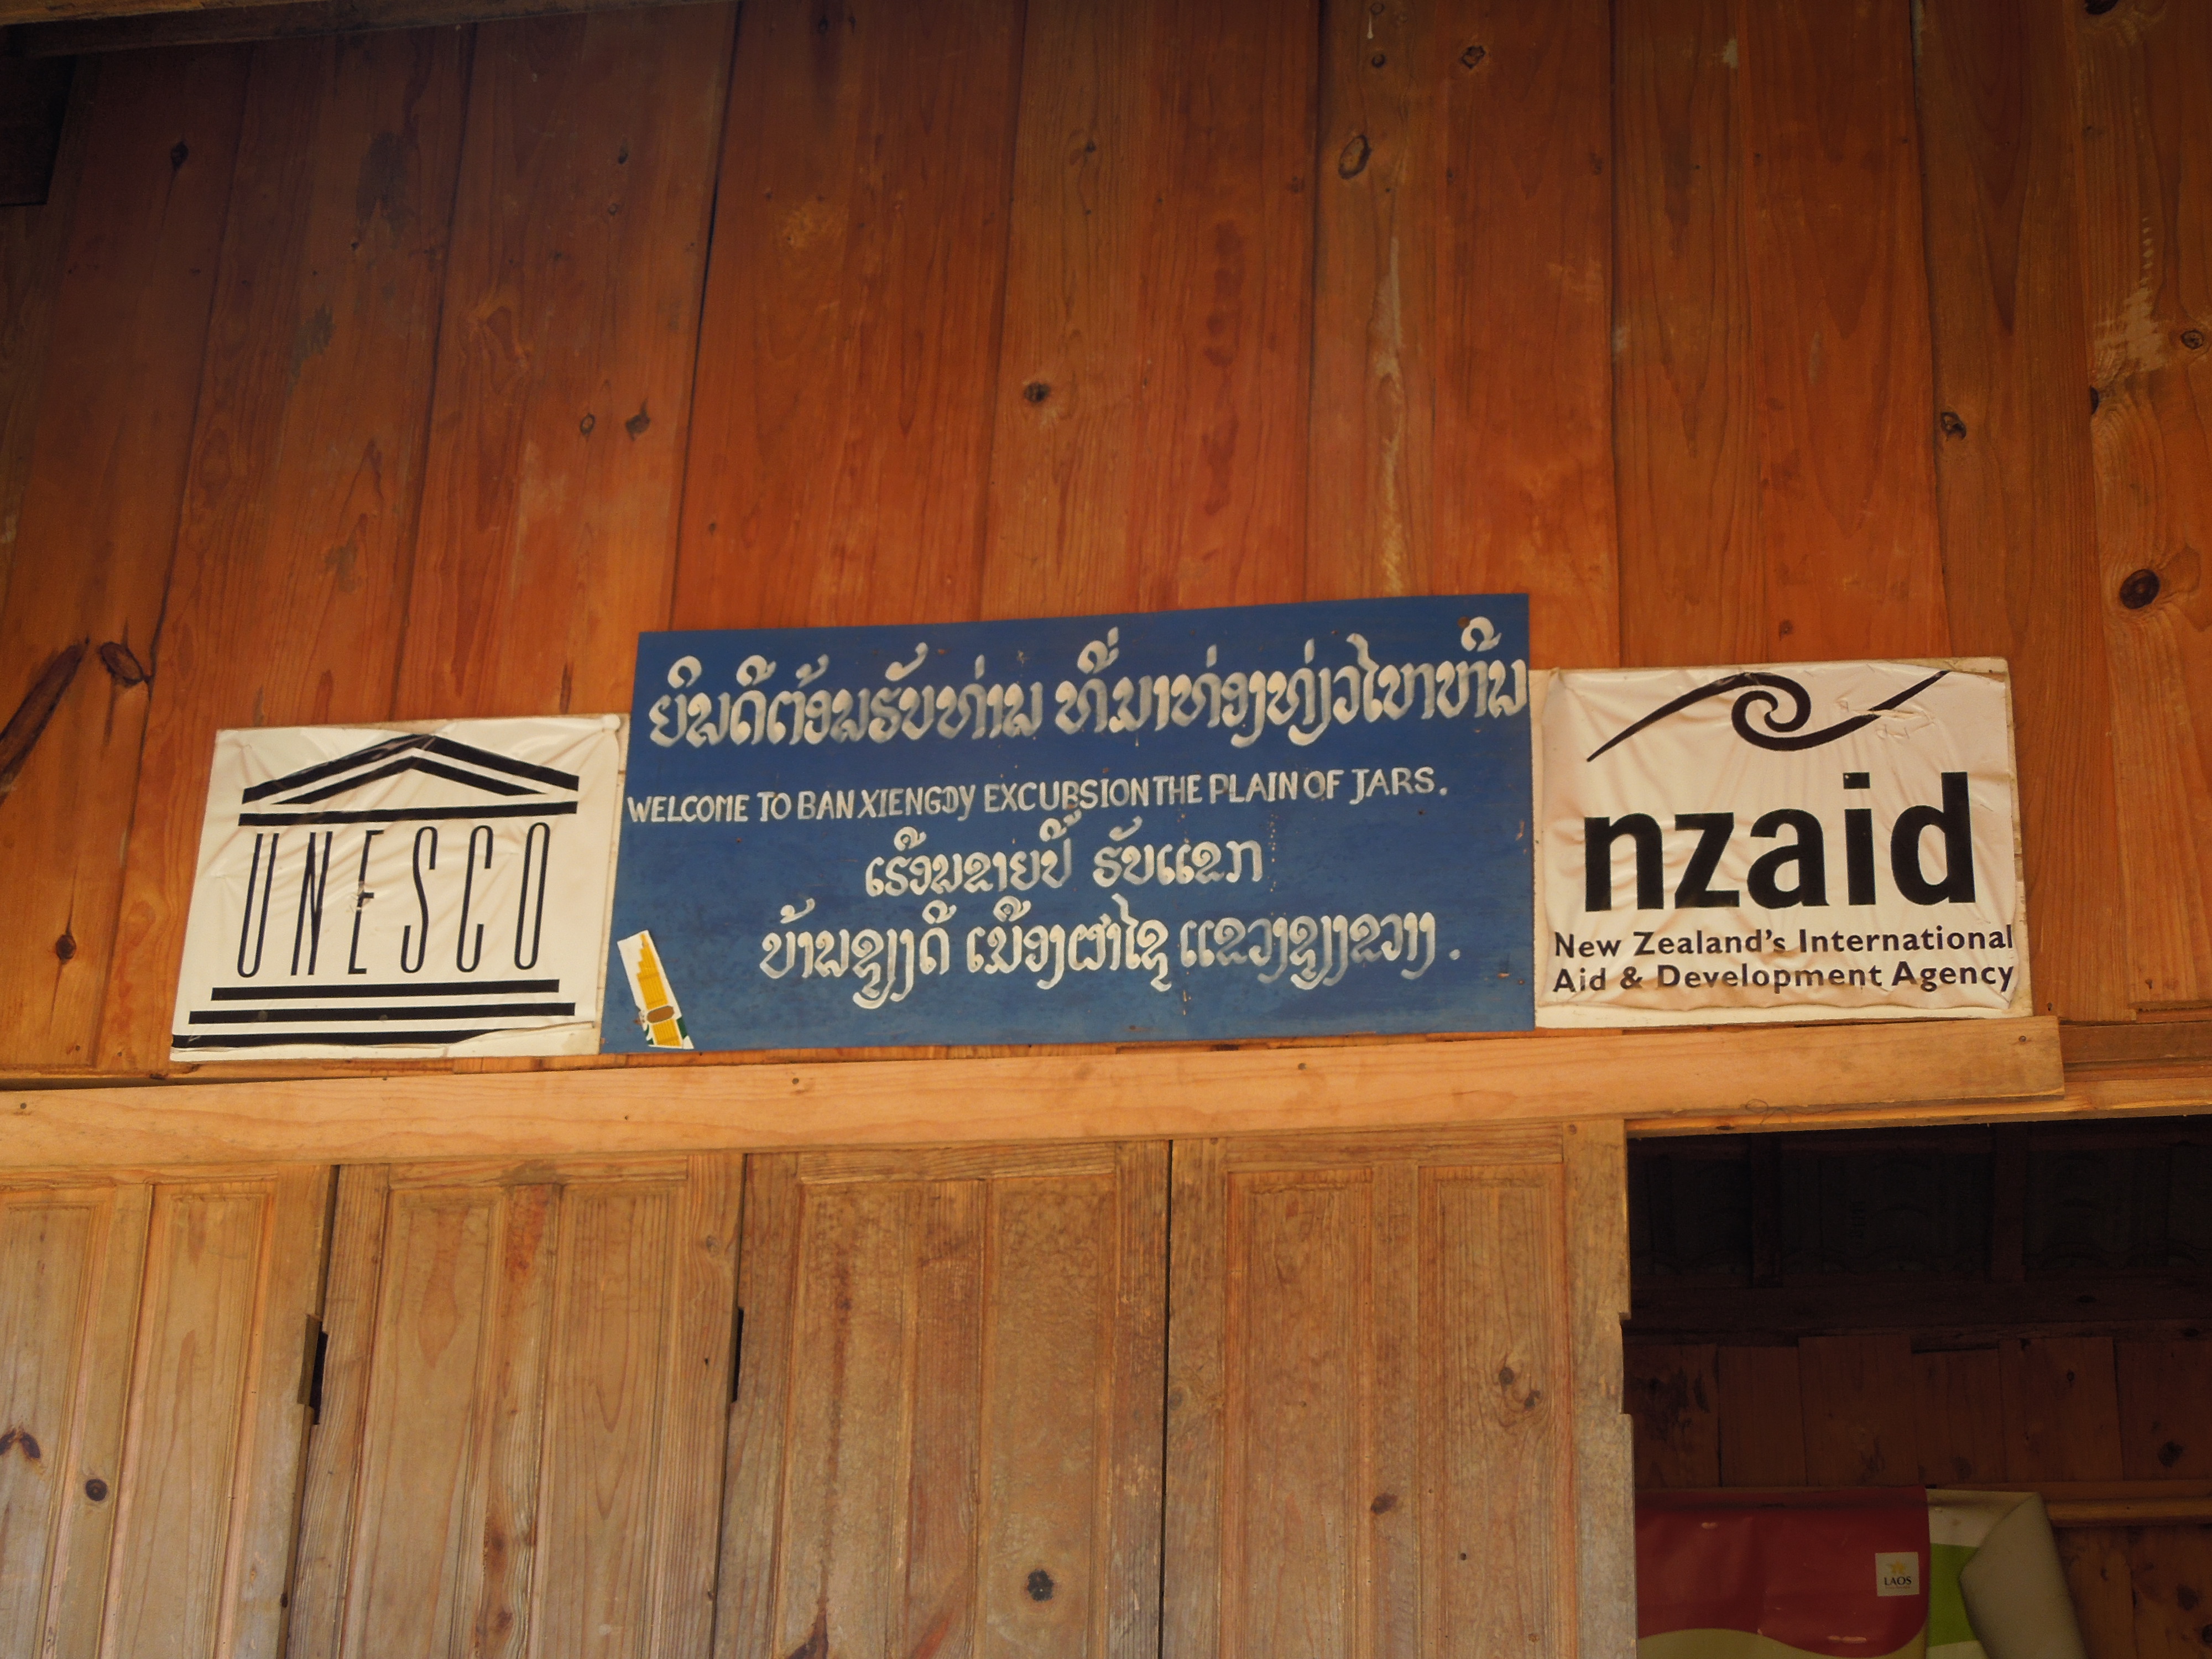 UNESCO
ຍິນດີຕ້ອນຮັບທ່ານ ທີ່ມາທ່ອງທ່ຽວໄຫຫີນ
WELCOME TO BAN XIENGDY EXCURSION THE PLAIN OF JARS.
ເຮືອນຂາຍປີ້ ຮັບແຂກ
ບ້ານຊຽງດີ ເມືອງຜາໄຊ ແຂວງຊຽງຂວາງ.
nzaid
New Zealand's International
Aid & Development Agency
LAOS